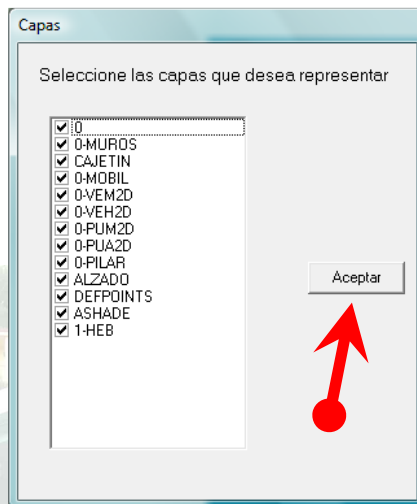 Capas
Seleccione las capas que desea representar
0
0-MUROS
CAJETIN
0-MOBIL
0-VEM2D
0-VEH2D
0-PUM2D
0-PUA2D
0-PILAR
ALZADO
DEFPOINTS
ASHADE
1-HEB
Aceptar